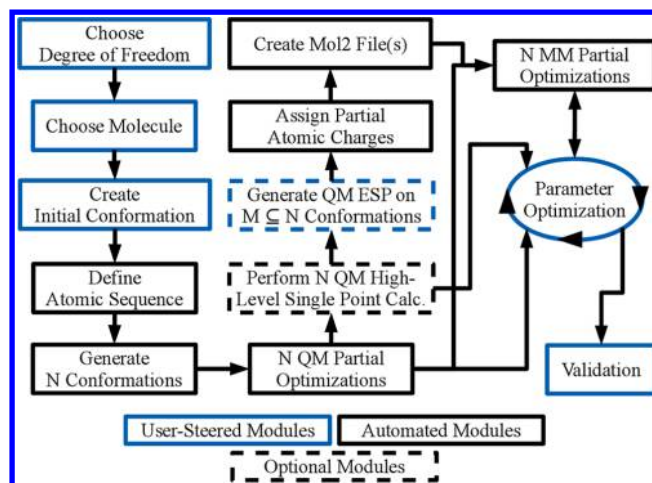 Choose
Degree of Freedom
Choose Molecule
Create
Initial Conformation
Define
Atomic Sequence
Generate
N Conformations
Create Mol2 File(s)
Assign Partial
Atomic Charges
Generate QM ESP on
M ⊆ N Conformations
Perform N QM High-
Level Single Point Calc.
N QM Partial
Optimizations
N MM Partial
Optimizations
Parameter
Optimization
Validation
User-Steered Modules
Automated Modules
Optional Modules